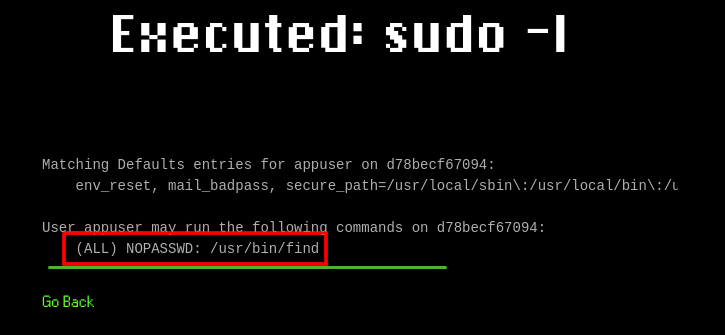 Executed: sudo -l
Matching Defaults entries for appuser on d78becf67094:
env_reset, mail_badpass, secure_path=/usr/local/sbin\:/usr/local/bin\:/u
User appuser may run the following commands on d78becf67094:
(ALL) NOPASSWD: /usr/bin/find
Go Back